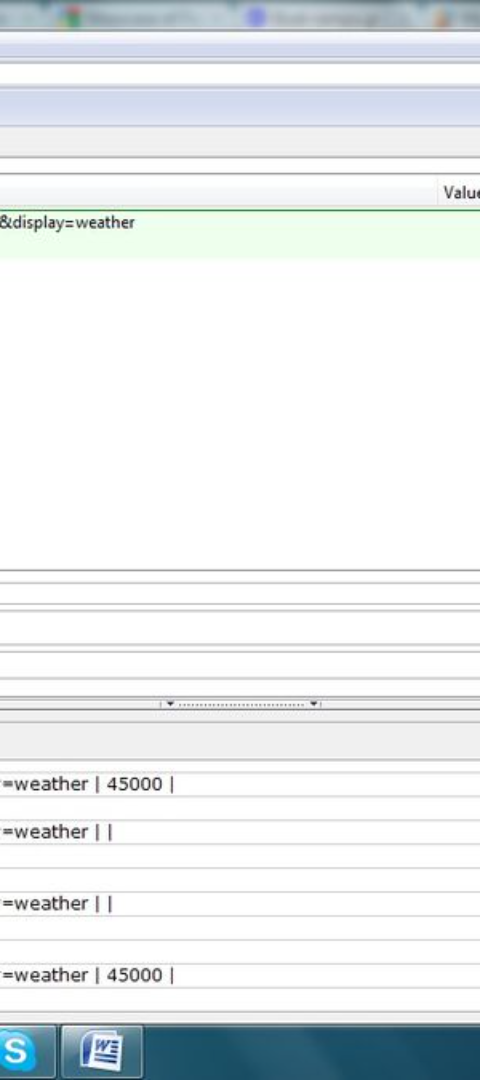 Value
&display=weather
=weather | 45000 |
=weather | |
=weather | |
=weather | 45000 |
S
W